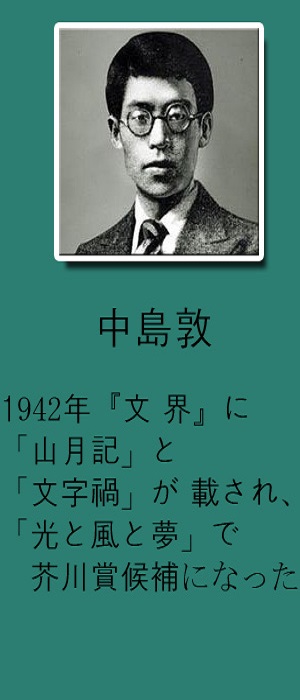 中島敦
1942年『文 界』に
「山月記」と
「文字禍」が 載され、
「光と風と夢」で
芥川賞候補になった